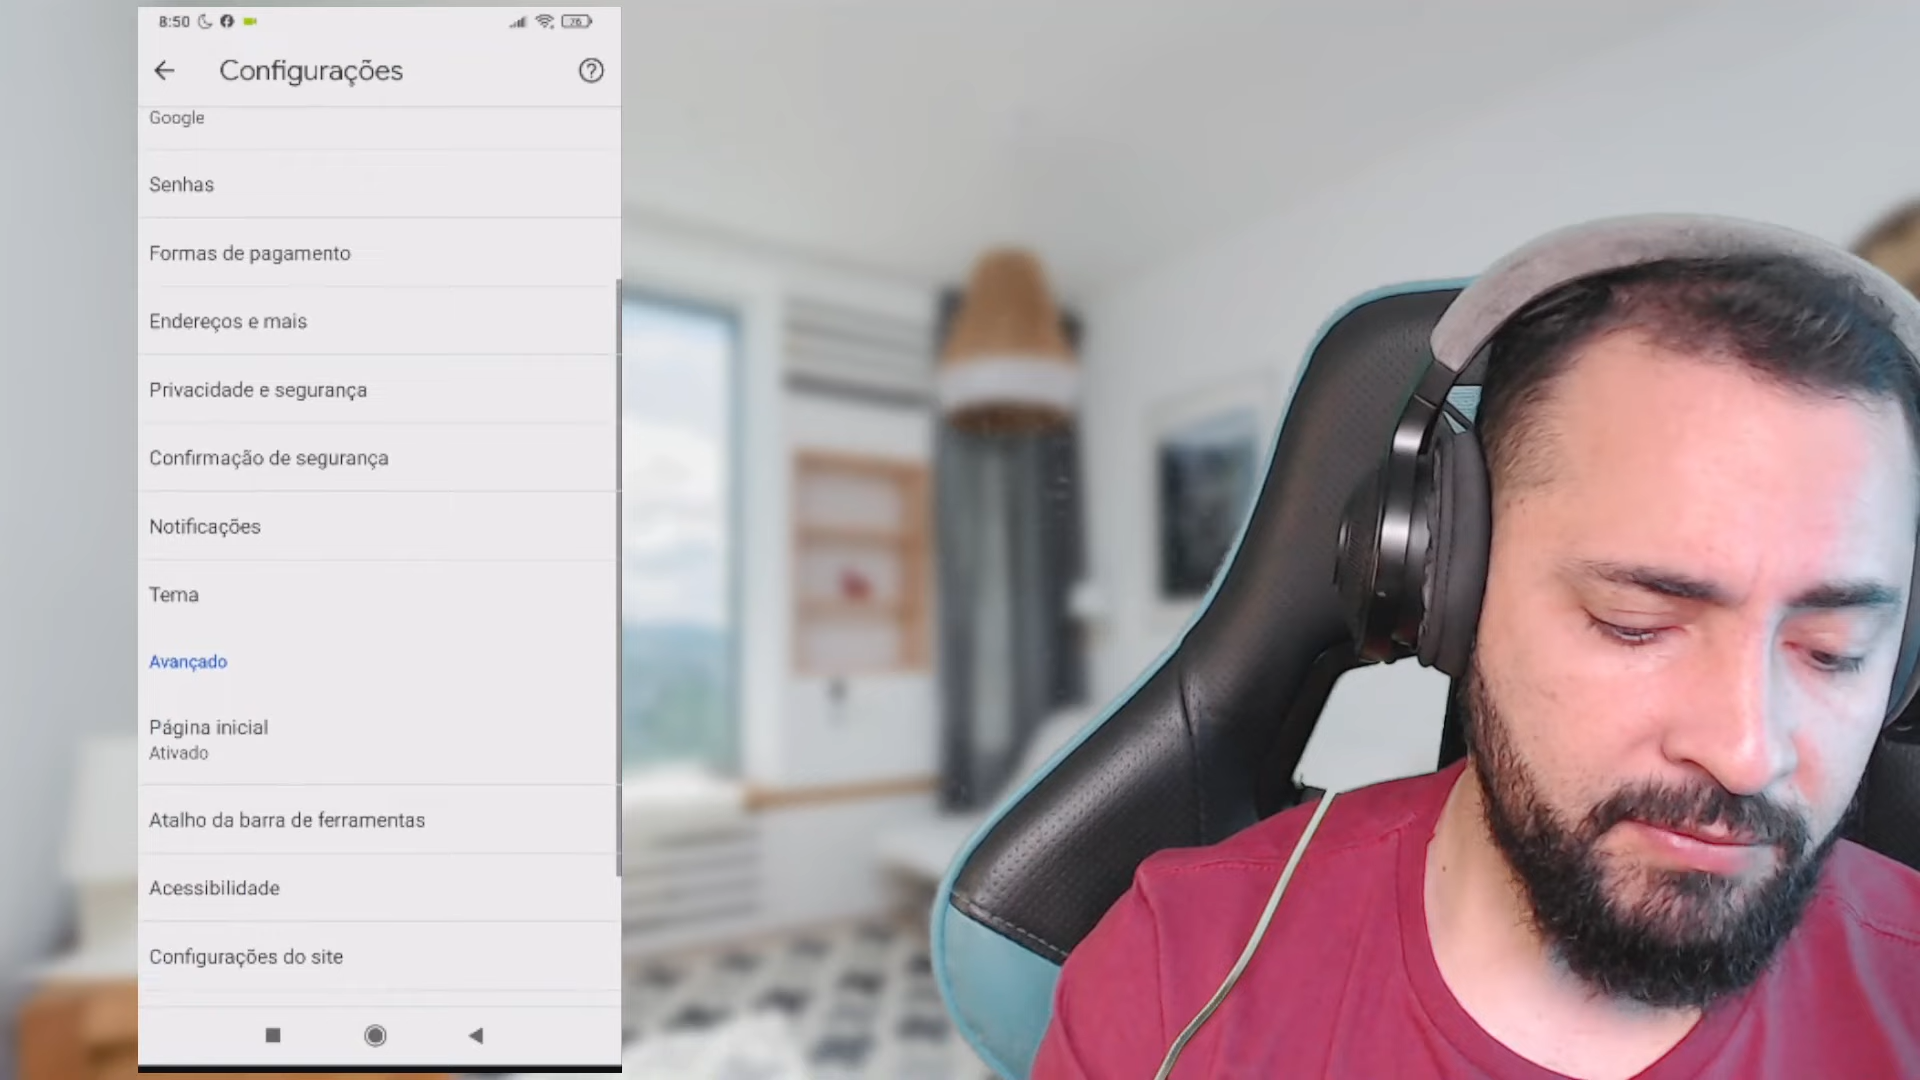 8:50
76
Configurações
Google
Senhas
Formas de pagamento
Endereços e mais
Privacidade e segurança
Confirmação de segurança
Notificações
Tema
Avançado
Página inicial
Ativado
Atalho da barra de ferramentas
Acessibilidade
Configurações do site